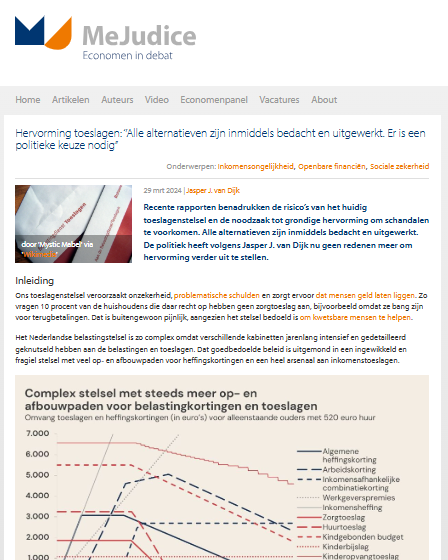 MeJudice
Economen in debat
Home Artikelen Auteurs Video Economenpanel Vacatures About
Hervorming toeslagen: "Alle alternatieven zijn inmiddels bedacht en uitgewerkt. Er is een
politieke keuze nodig"
Onderwerpen: Inkomensongelijkheid, Openbare financiën, Sociale zekerheid
29 mrt 2024 | Jasper J. van Dijk
Recente rapporten benadrukken de risico's van het huidig
toeslagenstelsel en de noodzaak tot grondige hervorming om schandalen
te voorkomen. Alle alternatieven zijn inmiddels bedacht en uitgewerkt.
De politiek heeft volgens Jasper J. van Dijk nu geen redenen meer om
hervorming verder uit te stellen.
door 'Mystic Mabel' via
'Wikimedia'
Inleiding
Ons toeslagenstelsel veroorzaakt onzekerheid, problematische schulden en zorgt ervoor dat mensen geld laten liggen. Zo
vragen 10 procent van de huishoudens die daar recht op hebben geen zorgtoeslag aan, bijvoorbeeld omdat ze bang zijn
voor terugbetalingen. Dat is buitengewoon pijnlijk, aangezien het stelsel bedoeld is om kwetsbare mensen te helpen.
Het Nederlandse belastingstelsel is zo complex omdat verschillende kabinetten jarenlang intensief en gedetailleerd
geknutseld hebben aan de belastingen en toeslagen. Dat goedbedoelde beleid is uitgemond in een ingewikkeld en
fragiel stelsel met veel op- en afbouwpaden voor heffingskortingen en een heel arsenaal aan inkomenstoeslagen.
Complex stelsel met steeds meer op- en
afbouwpaden voor belastingkortingen en toeslagen
Omvang toeslagen en heffingskortingen (in euro's) voor alleenstaande ouders met 520 euro huur
7.000
6.000
5.000
4.000
3.000
2.000
1.000
Algemene
heffingskorting
Arbeidskorting
Inkomensafhankelijke
combinatiekorting
Werkgeverspremies
Inkomensheffing
Zorgtoeslag
Huurtoeslag
Kindgebonden budget
Kinderbijslag
Kinderopvangtoeslag